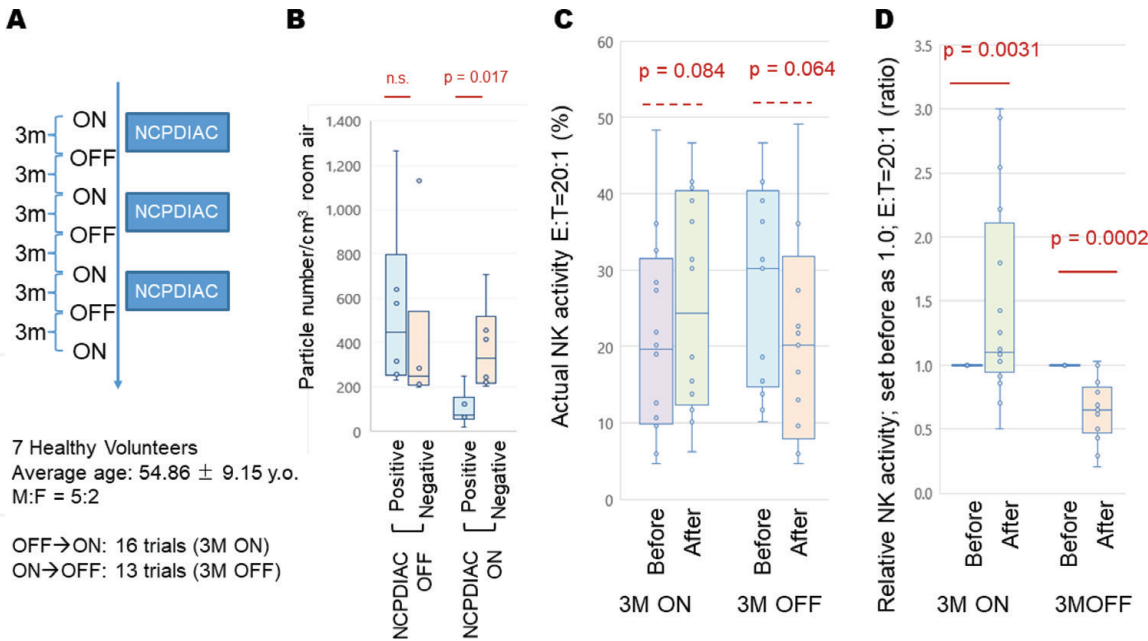 A
ON
3m
NCPDIAC
OFF
3m
ON
3m
NCPDIAC
OFF
3m
ON
3m
NCPDIAC
OFF
3m
ON
7 Healthy Volunteers
Average age: 54.86 ± 9.15 y.o.
M:F = 5:2
OFF→ON: 16 trials (3M ON)
ON→OFF: 13 trials (3M OFF)
B
n.s.
p = 0.017
Particle number/cm³ room air
1,400
1.200
1.000
800
600
400
200
0
Positive
Negative
Positive
Negative
NCPDIAC
OFF
NCPDIAC
ON
C
Actual NK activity E:T=20:1 (%)
60
50
40
30
20
10
0
p = 0.084
p = 0.064
Before
After
Before
After
3M ON
3M OFF
D
Relative NK activity; set before as 1.0; E:T=20:1 (ratio)
3.5
3.0
2.5
2.0
1.5
1.0
0.5
0.0
p = 0.0031
p = 0.0002
Before
After
Before
After
3M ON
3MOFF